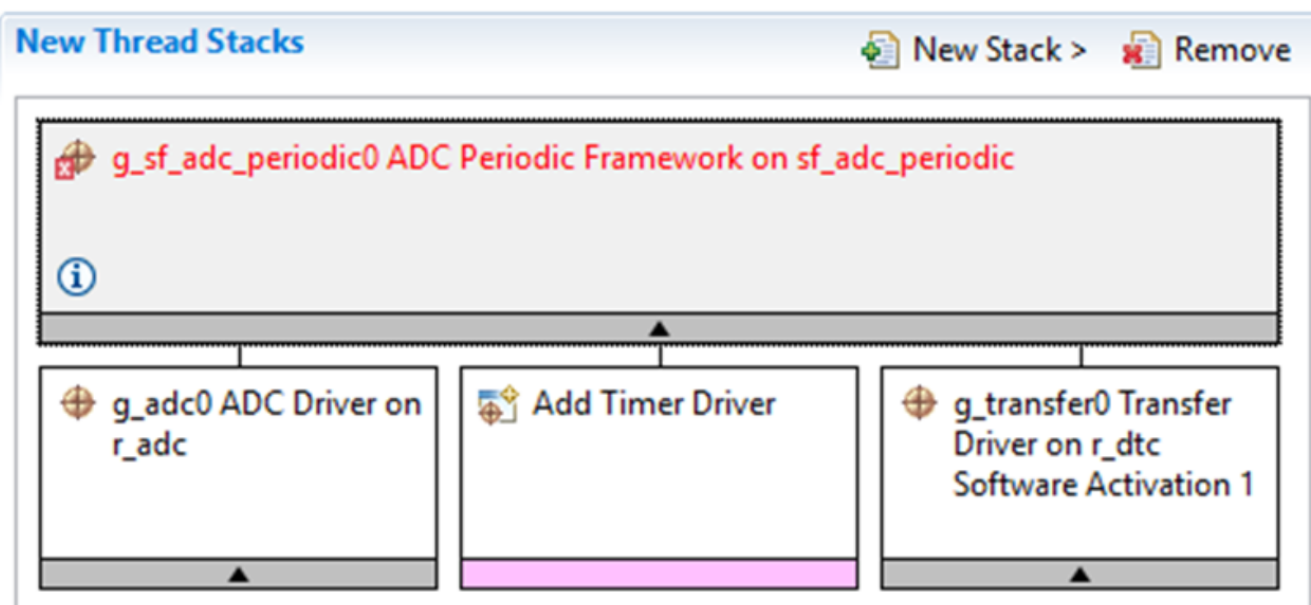 New Thread Stacks
New Stack >
Remove
g_sf_adc_periodic0 ADC Periodic Framework on sf_adc_periodic
g_adc0 ADC Driver on
r_adc
Add Timer Driver
g_transfer0 Transfer
Driver on r_dtc
Software Activation 1